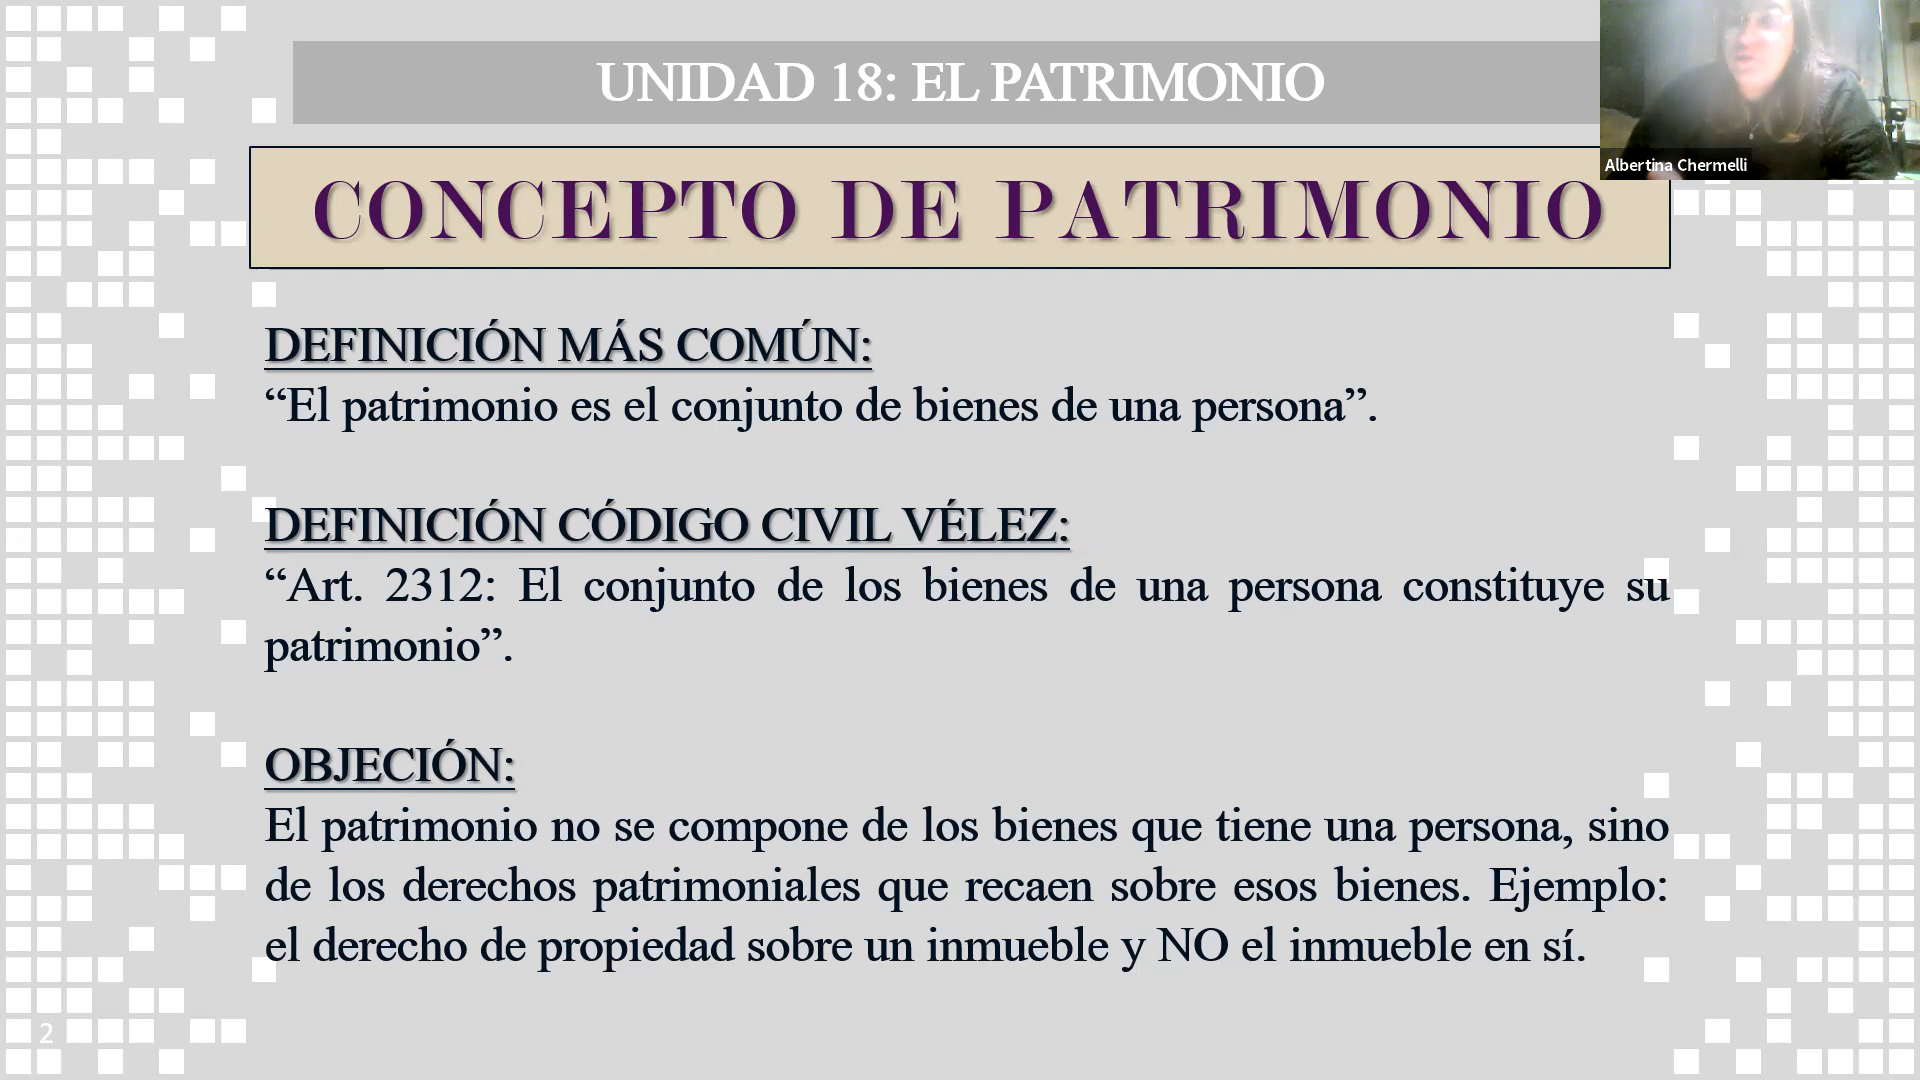 UNIDAD 18: EL PATRIMONIO
Albertina Chermelli
CONCEPTO DE PATRIMONIO
DEFINICIÓN MÁS COMÚN:
“El patrimonio es el conjunto de bienes de una persona”.
DEFINICIÓN CÓDIGO CIVIL VÉLEZ:
“Art. 2312: El conjunto de los bienes de una persona constituye su
patrimonio”.
OBJECIÓN:
El patrimonio no se compone de los bienes que tiene una persona, sino
de los derechos patrimoniales que recaen sobre esos bienes. Ejemplo:
el derecho de propiedad sobre un inmueble y NO el inmueble en sí.
2